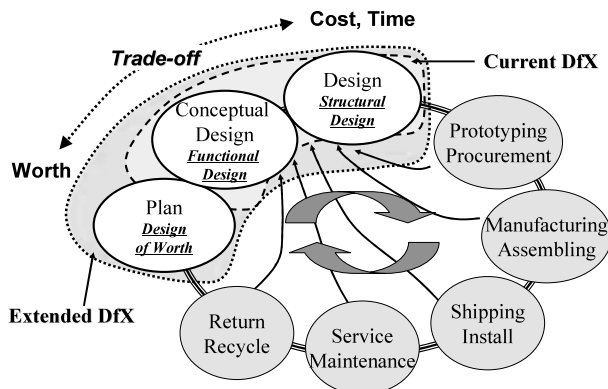 Cost, Time
Trade-off
Current DfX
Design
Structural
Design
Conceptual
Design
Functional
Design
Prototyping
Procurement
Worth
Plan
Design
of Worth
Manufacturing
Assembling
Extended DfX
Return
Recycle
Service
Maintenance
Shipping
Install